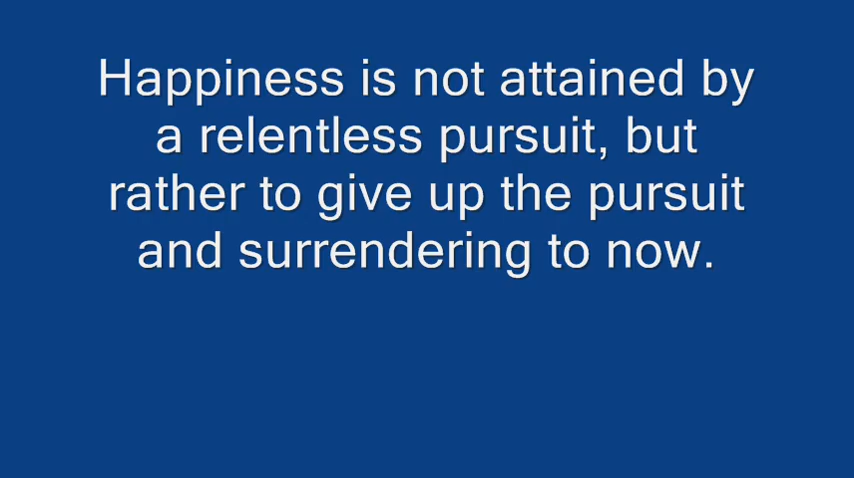 Happiness is not attained by
a relentless pursuit, but
rather to give up the pursuit
and surrendering to now.